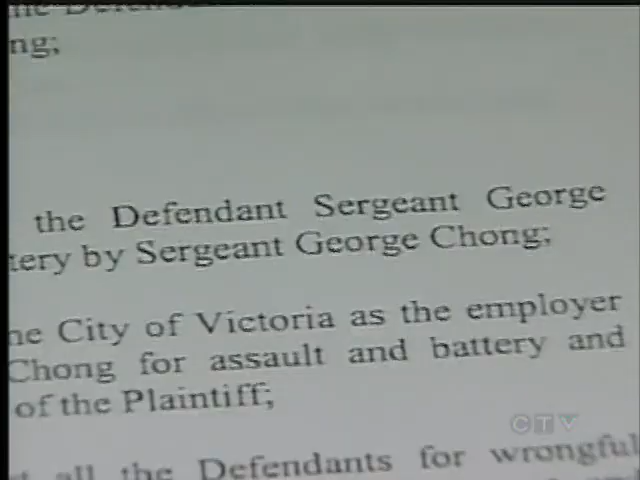 ng;
the Defendant Sergeant George
tery by Sergeant George Chong;
he City of Victoria as the employer
Chong for assault and battery and
of the Plaintiff;
CTV
all the Defendants for wrongful